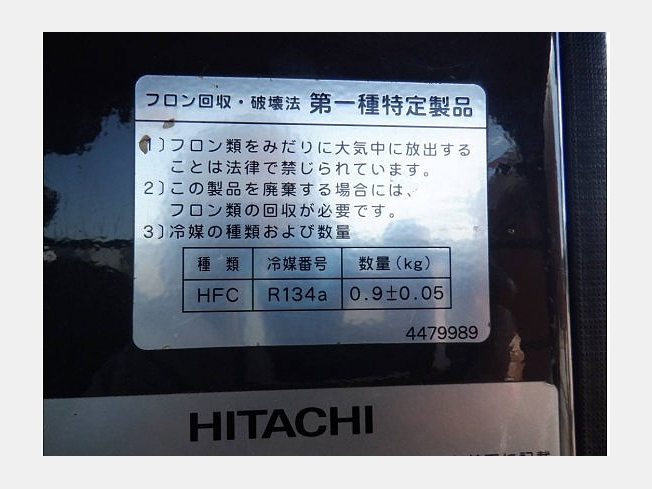 フロン回収・破壊法 第一種特定製品
1)フロン類をみだりに大気中に放出する
ことは法律で禁じられています。
2)この製品を廃棄する場合には、
フロン類の回収が必要です。
3)冷媒の種類および数量
種類 冷媒番号 数量(kg)
HFC R134a 0.9±0.05
4479989
HITACHI